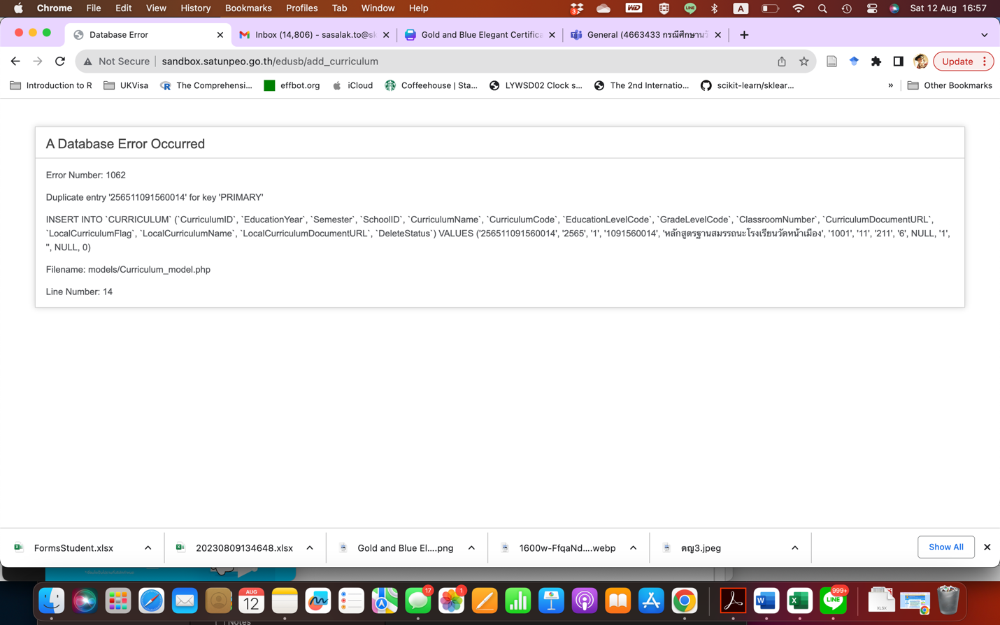 Chrome File Edit View History Bookmarks Profiles Tab Window Help 3 WD LINE A Sat 12 Aug 16:57
Database Error Inbox (14,806) - sasalak.to@sk Gold and Blue Elegant Certifica General (4663433 กรณีศึกษานวั
Not Secure sandbox.satunpeo.go.th/edusb/add_curriculum Update
Introduction to R UKVisa The Comprehensi... effbot.org iCloud Coffeehouse | Sta... LYWSD02 Clock s... The 2nd Internatio... scikit-learn/sklear... » Other Bookmarks
A Database Error Occurred
Error Number: 1062
Duplicate entry '256511091560014' for key 'PRIMARY'
INSERT INTO `CURRICULUM` (`CurriculumID`, `EducationYear`, `Semester`, `SchoolID`, `CurriculumName`, `CurriculumCode`, `EducationLevelCode`, `GradeLevelCode`, `ClassroomNumber`, `CurriculumDocumentURL`,
`LocalCurriculumFlag`, `LocalCurriculumName`, `LocalCurriculumDocumentURL`, `DeleteStatus`) VALUES ('256511091560014', '2565', '1', '1091560014', 'หลักสูตรฐานสมรรถนะโรงเรียนวัดหน้าเมือง', '1001', '11', '211', '6', NULL, '1',
'', NULL, 0)
Filename: models/Curriculum_model.php
Line Number: 14
FormsStudent.xlsx 20230809134648.xlsx Gold and Blue El....png 1600w-FfqaNd....webp ดญ3.jpeg Show All
AUG 12 17 1 999+ LINE XLSX
Notes